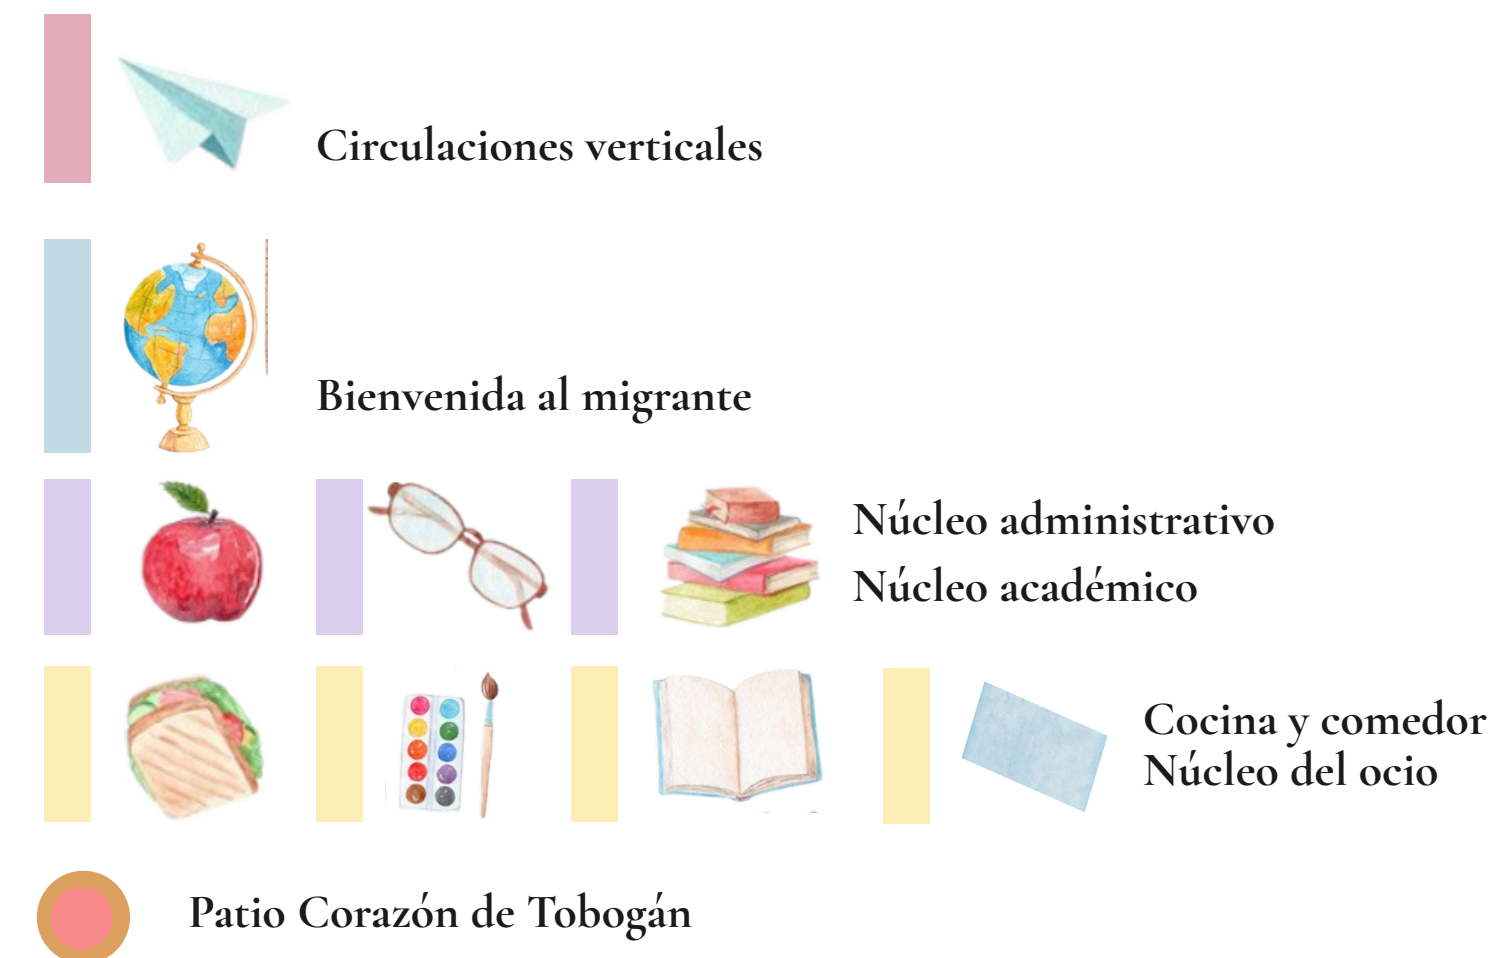 Circulaciones verticales
Bienvenida al migrante
Núcleo administrativo
Núcleo académico
Cocina y comedor
Núcleo del ocio
Patio Corazón de Tobogán